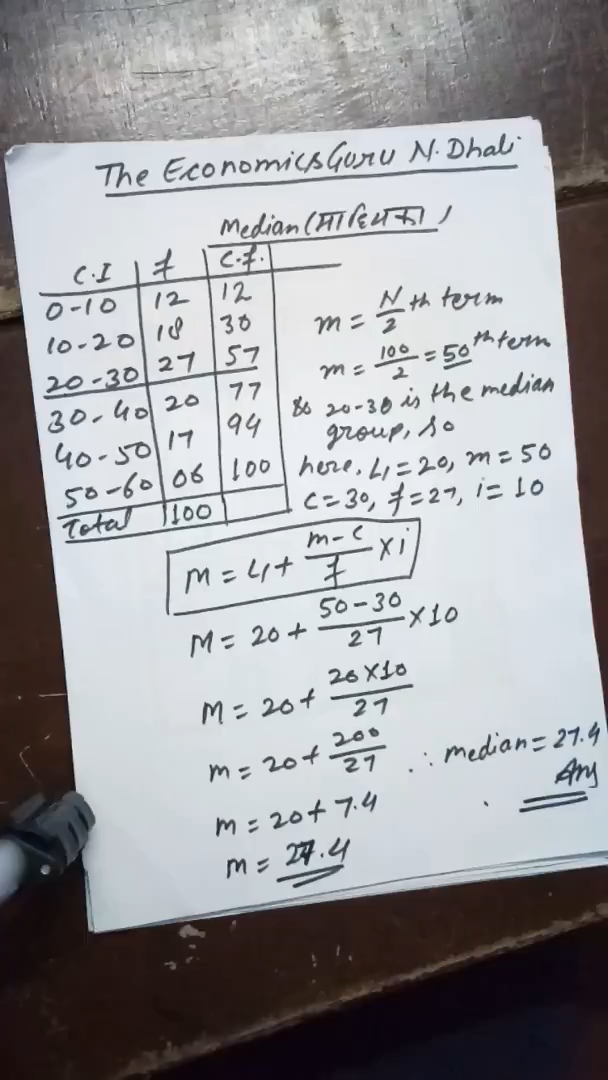 The Economics Guru N. Dhali
Median (माध्यिका)
C.I f C.f.
0-10 12 12
10-20 18 30
20-30 27 57
30-40 20 77
40-50 17 94
50-60 06 100
Total 100
m = N/2 th term
m = 100/2 = 50th term
So 20-30 is the median
group, so
here, L1 = 20, m = 50
C = 30, f = 27, i = 10
M = L1 + m-c/f × i
M = 20 + 50-30/27 × 10
M = 20 + 20×10/27
m = 20 + 200/27
m = 20 + 7.4
m = 27.4
∴ median = 27.4
Ans